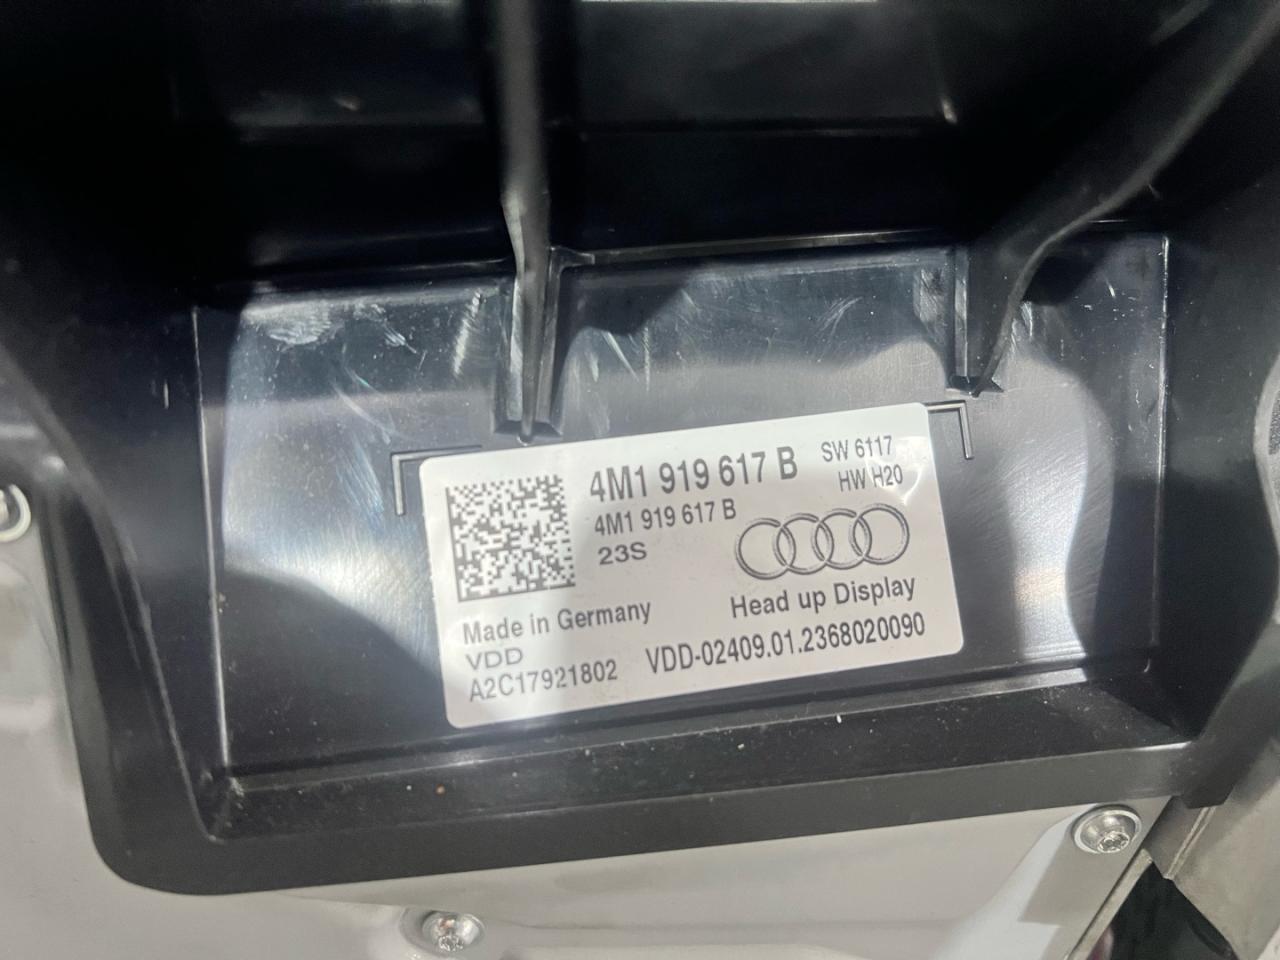 4M1 919 617 B
SW 6117
HW H20
4M1 919 617 B
23S
Head up Display
Made in Germany
VDD
A2C17921802
VDD-02409.01.2368020090